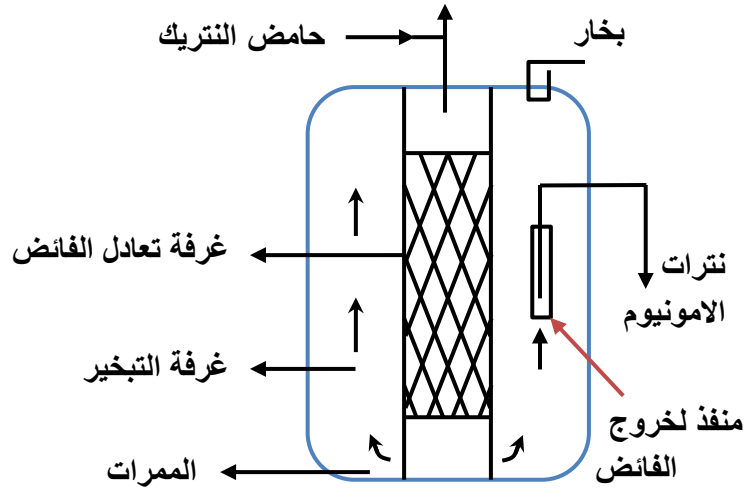 حامض النتريك
بخار
غرفة تعادل الفائض
نترات
الامونيوم
غرفة التبخير
منفذ لخروج
الفائض
الممرات